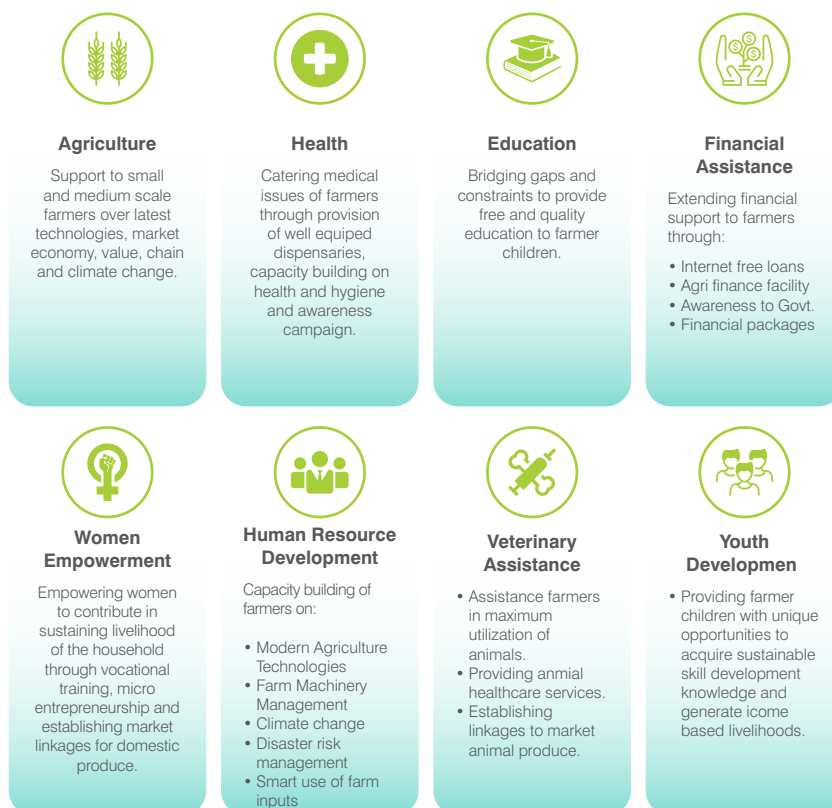 Agriculture
Support to small
and medium scale
farmers over latest
technologies, market
economy, value, chain
and climate change.
Health
Catering medical
issues of farmers
through provision
of well equiped
dispensaries,
capacity building on
health and hygiene
and awareness
campaign.
Education
Bridging gaps and
constraints to provide
free and quality
education to farmer
children.
Financial
Assistance
Extending financial
support to farmers
through:
• Internet free loans
• Agri finance facility
• Awareness to Govt.
• Financial packages
Women
Empowerment
Empowering women
to contribute in
sustaining livelihood
of the household
through vocational
training, micro
entrepreneurship and
establishing market
linkages for domestic
produce.
Human Resource
Development
Capacity building of
farmers on:
• Modern Agriculture
Technologies
• Farm Machinery
Management
• Climate change
• Disaster risk
management
• Smart use of farm
inputs
Veterinary
Assistance
• Assistance farmers
in maximum
utilization of
animals.
• Providing anmial
healthcare services.
• Establishing
linkages to market
animal produce.
Youth
Developmen
• Providing farmer
children with unique
opportunities to
acquire sustainable
skill development
knowledge and
generate icome
based livelihoods.